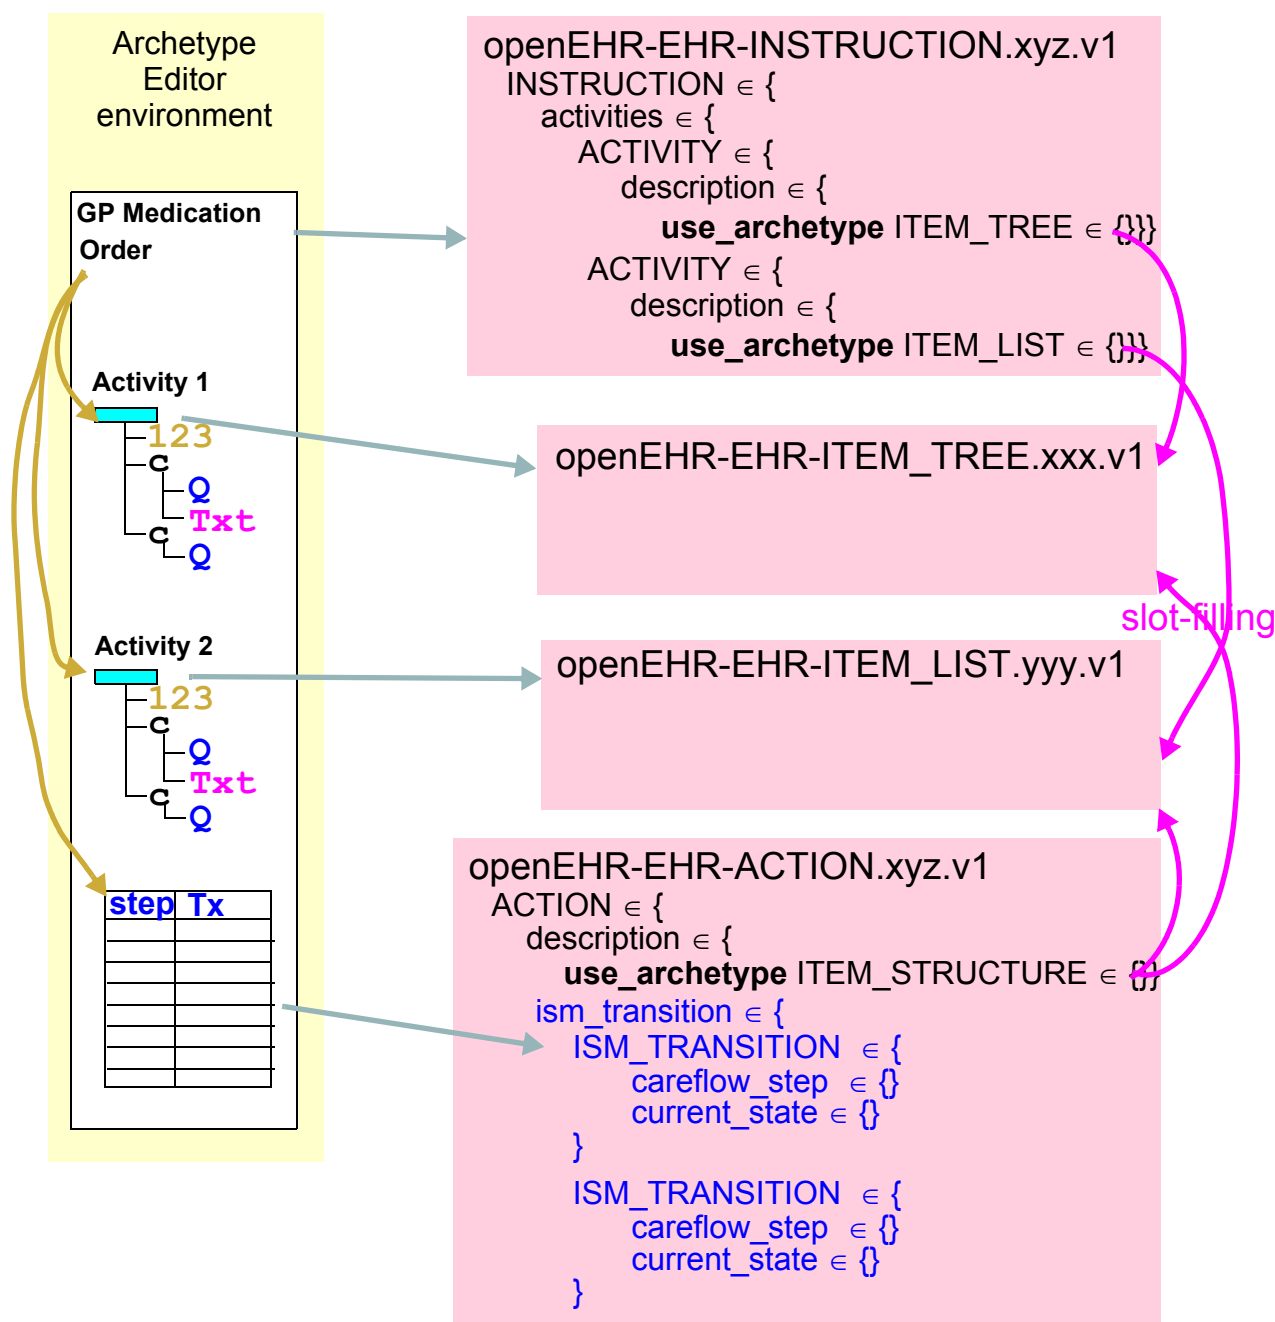 Archetype
Editor
environment
GP Medication
Order
Activity 1
123
C
Q
Txt
C
Q
Activity 2
123
C
Q
Txt
C
Q
step Tx
openEHR-EHR-INSTRUCTION.xyz.v1
INSTRUCTION ∈ {
activities ∈ {
ACTIVITY ∈ {
description ∈ {
use_archetype ITEM_TREE ∈ {}}}
ACTIVITY ∈ {
description ∈ {
use_archetype ITEM_LIST ∈ {}}}
openEHR-EHR-ITEM_TREE.xxx.v1
slot-filling
openEHR-EHR-ITEM_LIST.yyy.v1
openEHR-EHR-ACTION.xyz.v1
ACTION ∈ {
description ∈ {
use_archetype ITEM_STRUCTURE ∈ {}}
ism_transition ∈ {
ISM_TRANSITION ∈ {
careflow_step ∈ {}
current_state ∈ {}
}
ISM_TRANSITION ∈ {
careflow_step ∈ {}
current_state ∈ {}
}